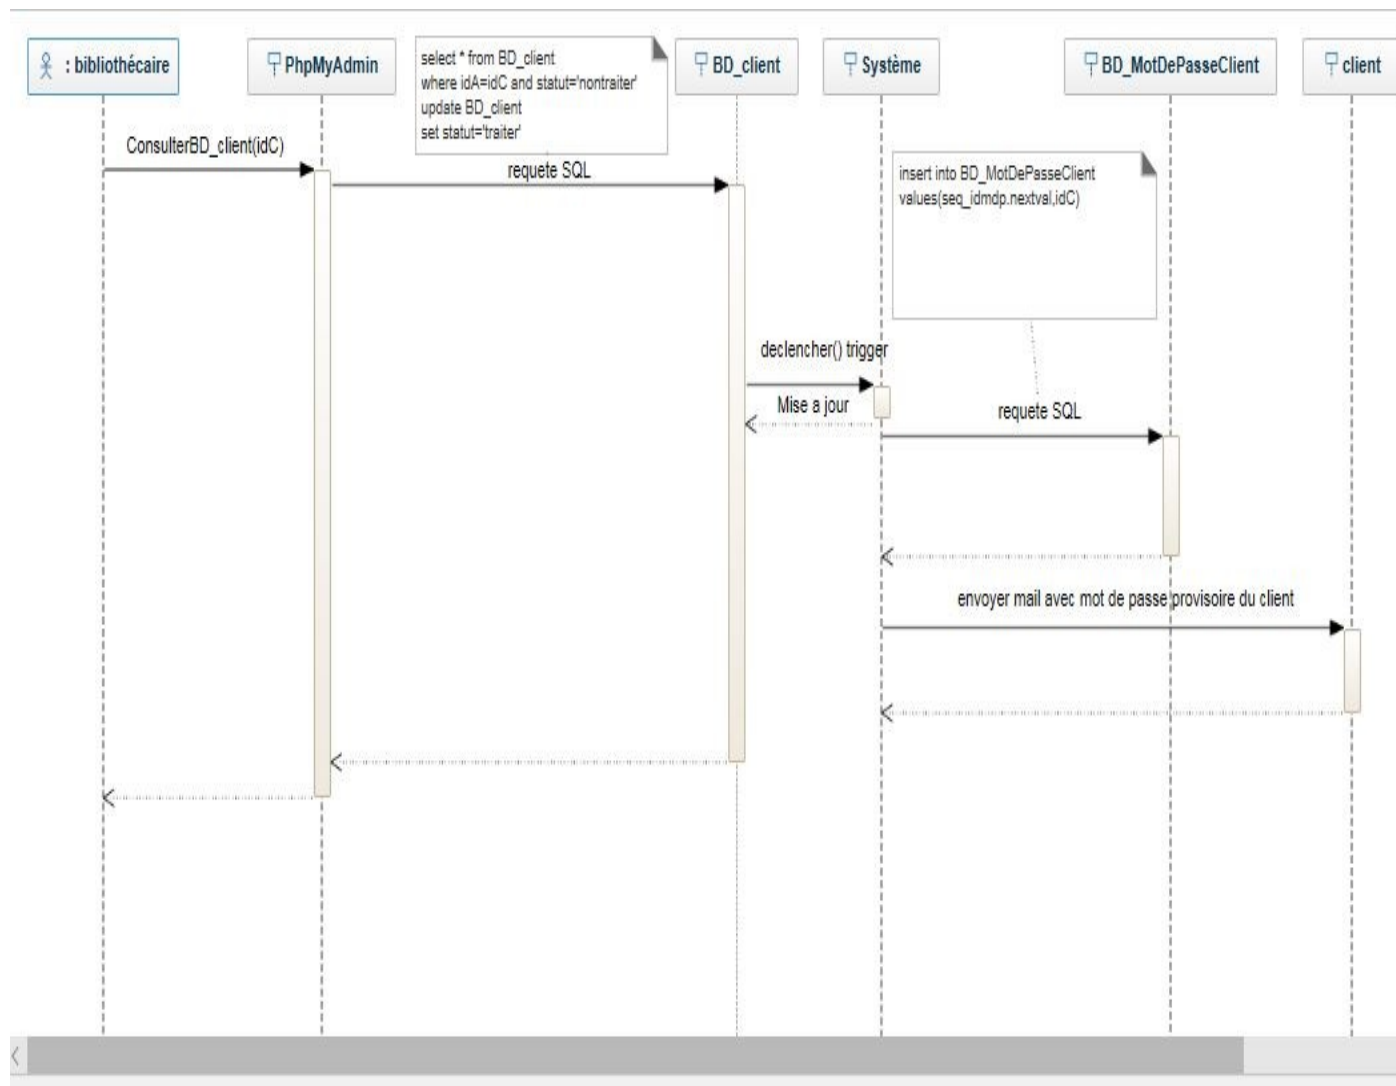 : bibliothécaire
PhpMyAdmin
select * from BD_client
where idA=idC and statut='nontraiter'
update BD_client
set statut='traiter'
BD_client
Système
BD_MotDePasseClient
client
ConsulterBD_client(idC)
requete SQL
insert into BD_MotDePasseClient
values(seq_idmdp.nextval,idC)
declencher() trigger
Mise a jour
requete SQL
envoyer mail avec mot de passe provisoire du client